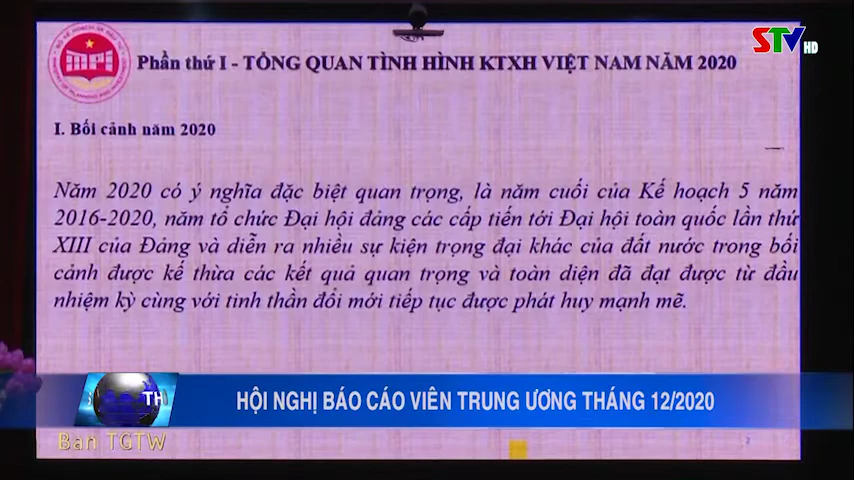 STV HD
MPI
Phần thứ I - TỔNG QUAN TÌNH HÌNH KTXH VIỆT NAM NĂM 2020
I. Bối cảnh năm 2020
Năm 2020 có ý nghĩa đặc biệt quan trọng, là năm cuối của Kế hoạch 5 năm
2016-2020, năm tổ chức Đại hội đảng các cấp tiến tới Đại hội toàn quốc lần thứ
XIII của Đảng và diễn ra nhiều sự kiện trọng đại khác của đất nước trong bối
cảnh được kế thừa các kết quả quan trọng và toàn diện đã đạt được từ đầu
nhiệm kỳ cùng với tinh thần đổi mới tiếp tục được phát huy mạnh mẽ.
TH
HỘI NGHỊ BÁO CÁO VIÊN TRUNG ƯƠNG THÁNG 12/2020
Ban TGTW
2